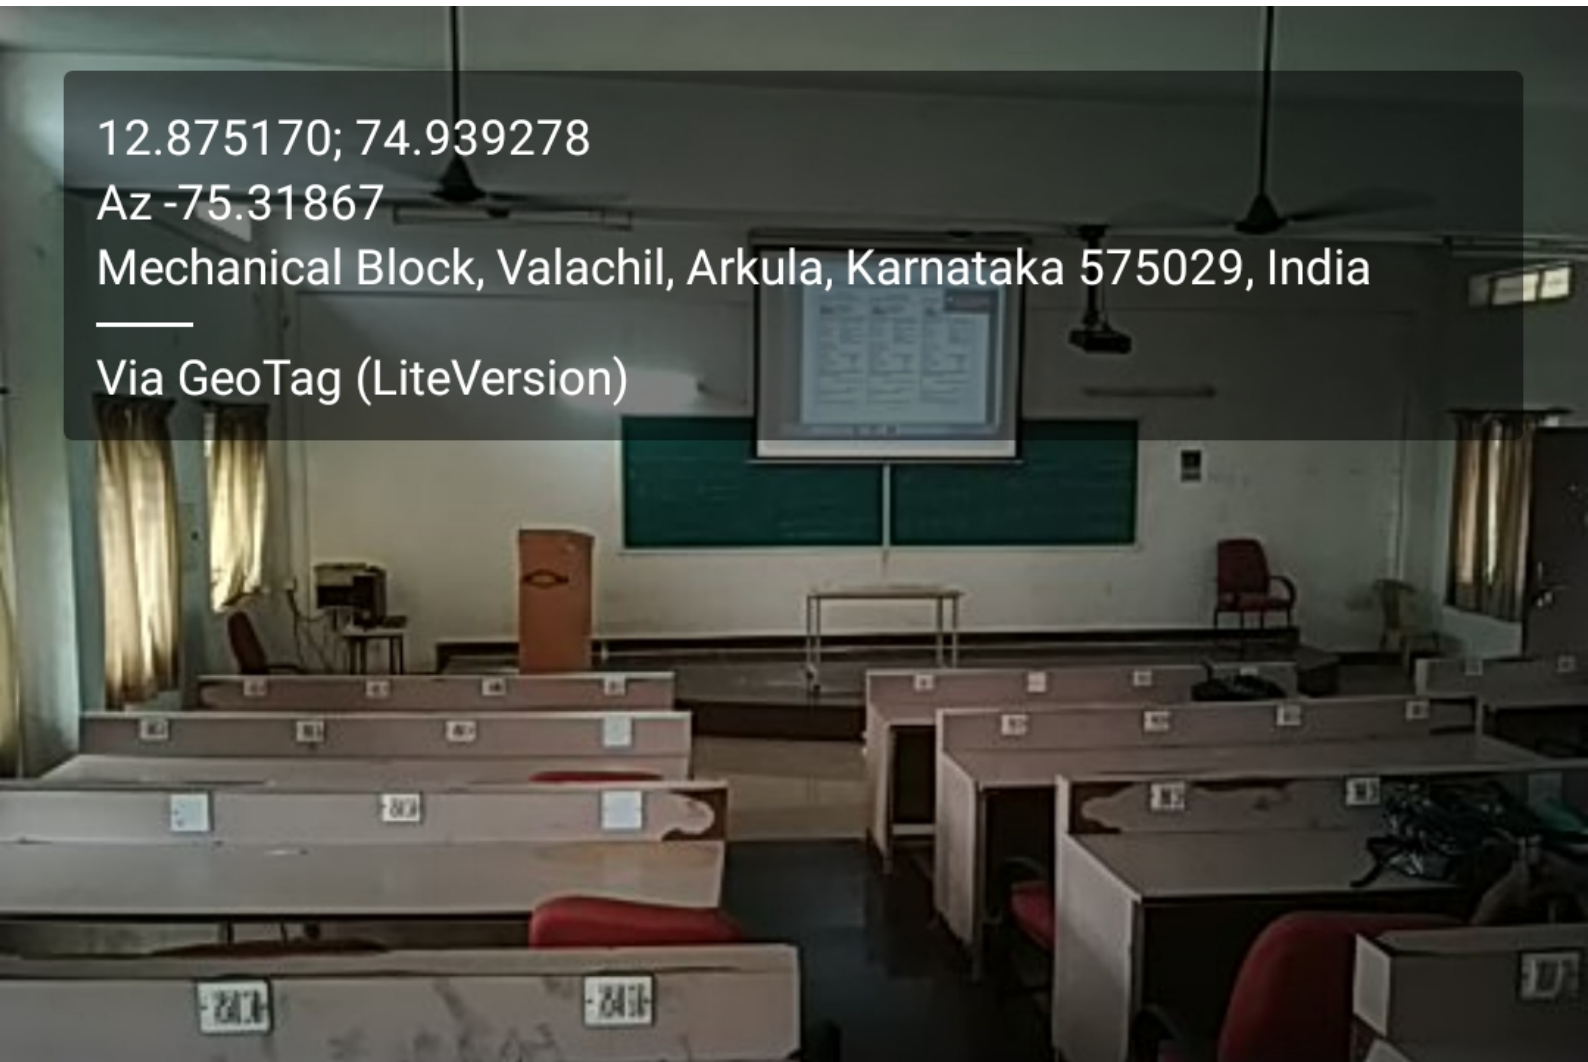 12.875170; 74.939278
Az -75.31867
Mechanical Block, Valachil, Arkula, Karnataka 575029, India
Via GeoTag (LiteVersion)